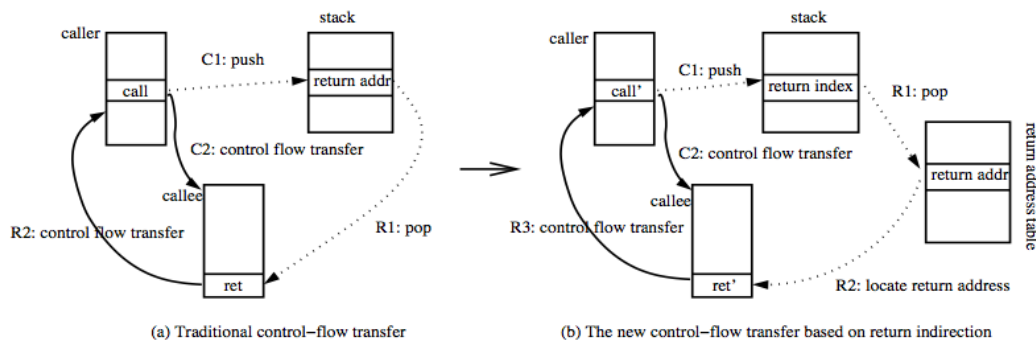 stack
caller
C1: push
call
return addr
C2: control flow transfer
callee
R2: control flow transfer
R1: pop
ret
(a) Traditional control-flow transfer
stack
caller
C1: push
call’
return index
R1: pop
C2: control flow transfer
return addr
return address table
callee
R3: control flow transfer
ret’
R2: locate return address
(b) The new control-flow transfer based on return indirection